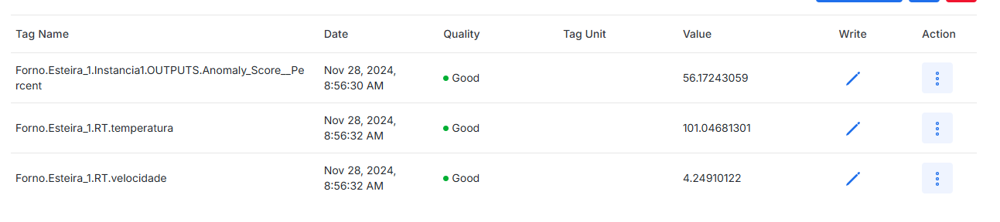 Tag Name Date Quality Tag Unit Value Write Action
Forno.Esteira_1.Instancia1.OUTPUTS.Anomaly_Score__Pe
rcent
Nov 28, 2024,
8:56:30 AM
Good
56.17243059
Forno.Esteira_1.RT.temperatura
Nov 28, 2024,
8:56:32 AM
Good
101.04681301
Forno.Esteira_1.RT.velocidade
Nov 28, 2024,
8:56:32 AM
Good
4.24910122